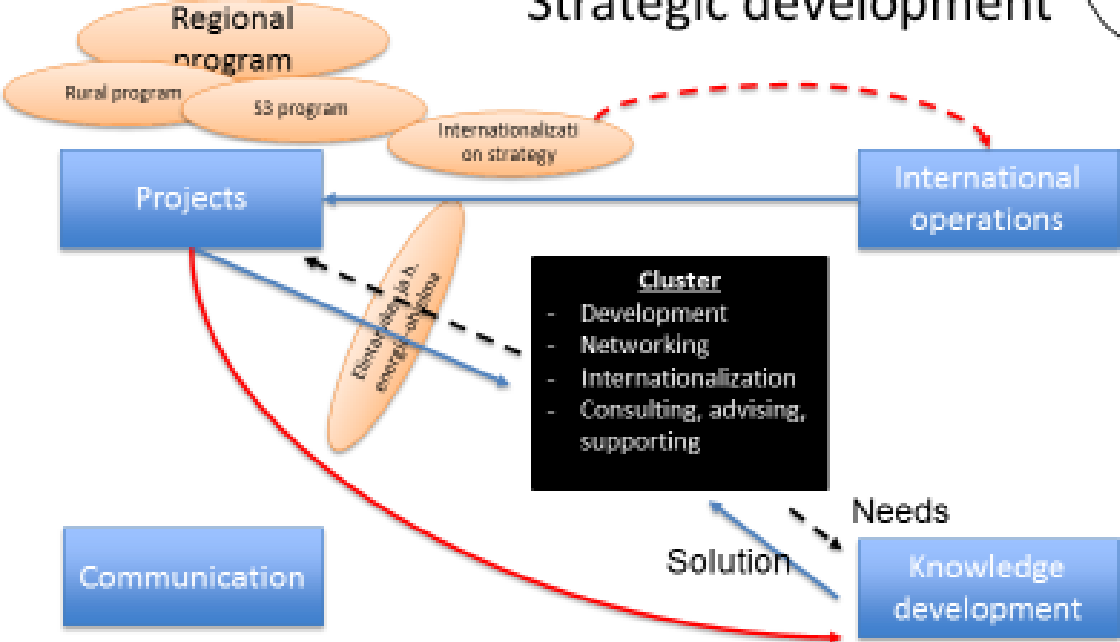 Strategic development
Regional
program
Rural program
S3 program
Internationalizati
on strategy
Projects
International
operations
Cluster
- Development
- Networking
- Internationalization
- Consulting, advising,
supporting
Needs
Solution
Communication
Knowledge
development